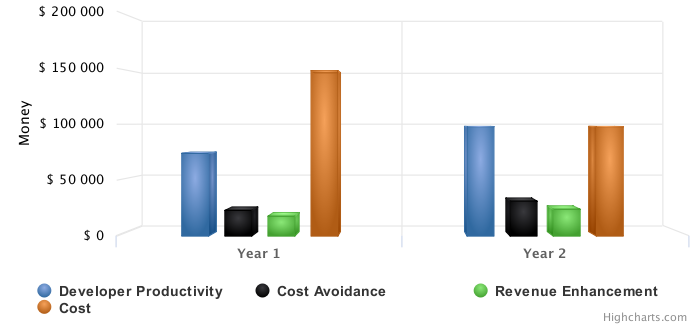 $ 200 000
$ 150 000
Money
$ 100 000
$ 50 000
$ 0
Year 1
Year 2
Developer Productivity
Cost Avoidance
Revenue Enhancement
Cost
Highcharts.com